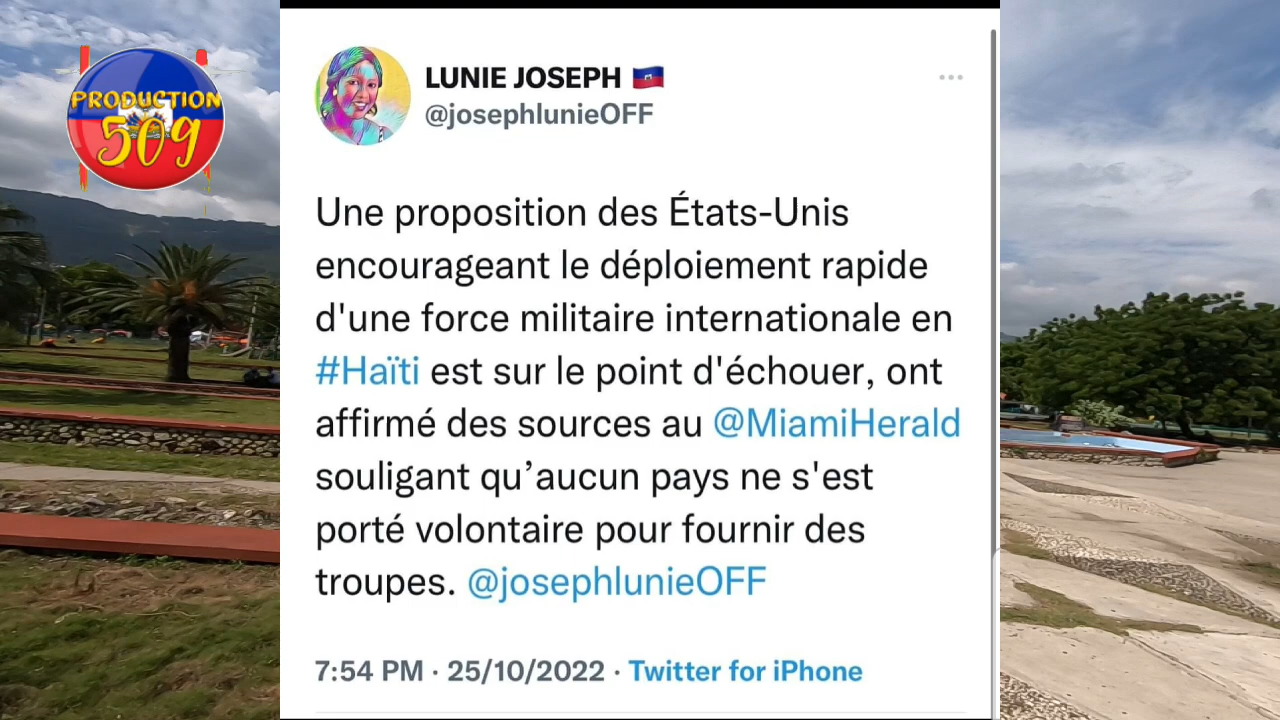 PRODUCTION
509
LUNIE JOSEPH 🇭🇹
@josephlunieOFF
Une proposition des États-Unis
encourageant le déploiement rapide
d'une force militaire internationale en
#Haïti est sur le point d'échouer, ont
affirmé des sources au @MiamiHerald
souligant qu’aucun pays ne s'est
porté volontaire pour fournir des
troupes. @josephlunieOFF
7:54 PM · 25/10/2022 · Twitter for iPhone